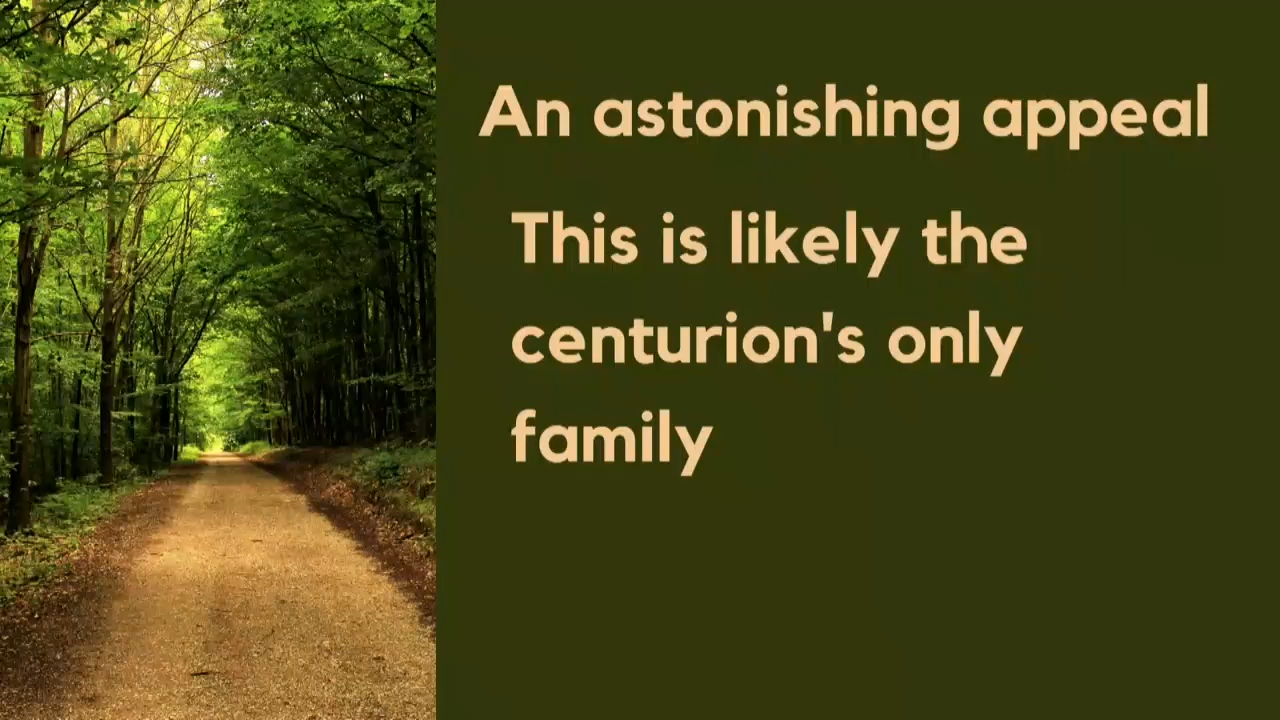 An astonishing appeal
This is likely the
centurion's only
family